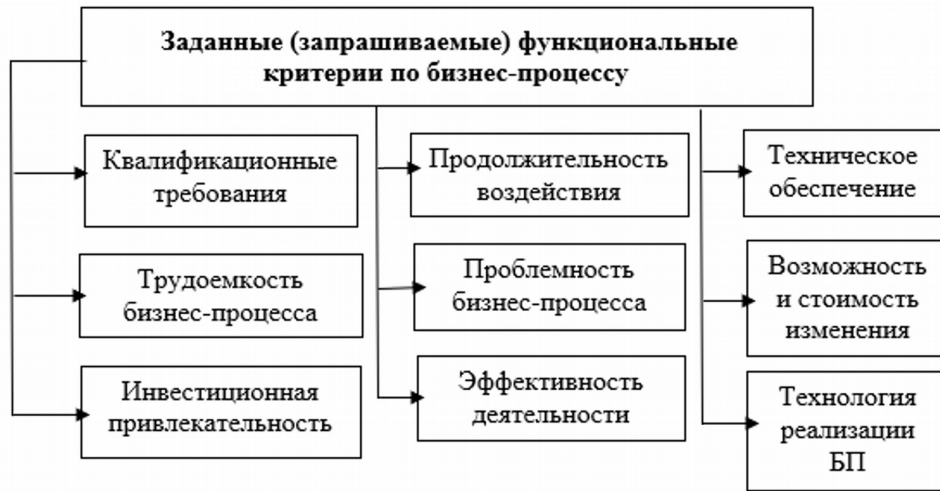 Заданные (запрашиваемые) функциональные
критерии по бизнес-процессу
Квалификационные
требования
Трудоемкость
бизнес-процесса
Инвестиционная
привлекательность
Продолжительность
воздействия
Проблемность
бизнес-процесса
Эффективность
деятельности
Техническое
обеспечение
Возможность
и стоимость
изменения
Технология
реализации
БП